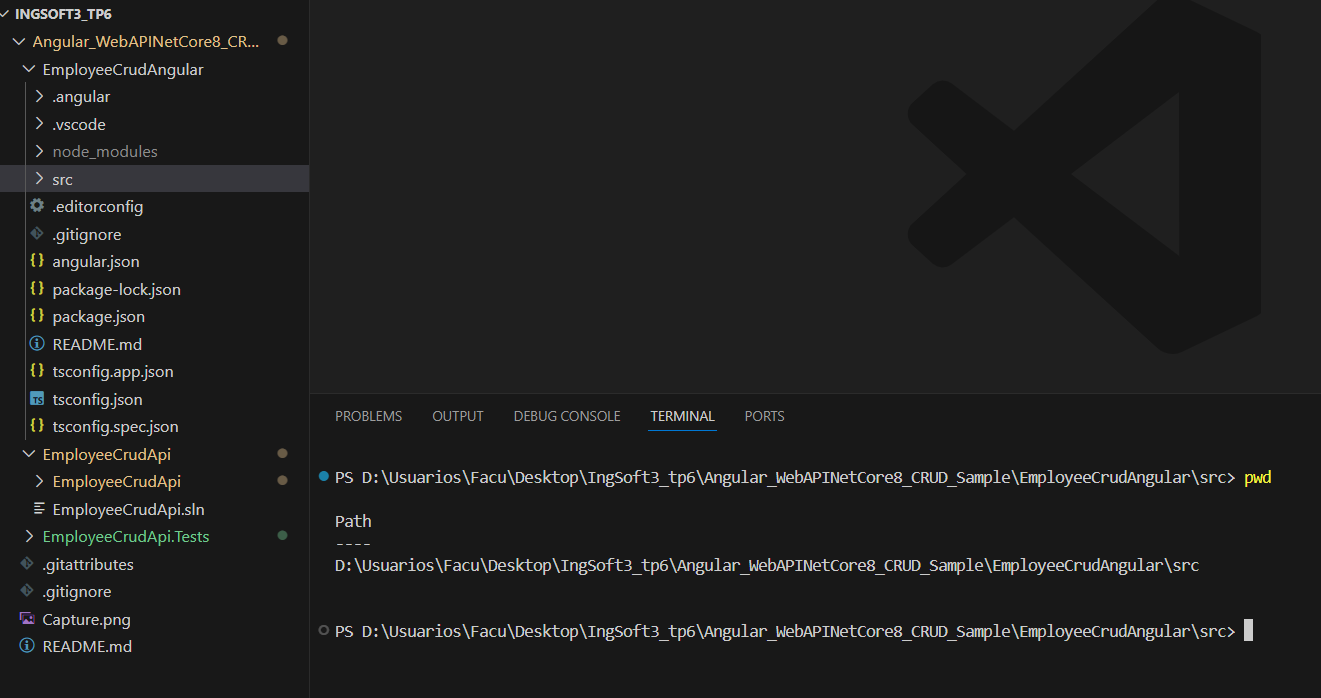 INGSOFT3_TP6
Angular_WebAPINetCore8_CR...
EmployeeCrudAngular
.angular
.vscode
node_modules
src
.editorconfig
.gitignore
{} angular.json
{} package-lock.json
{} package.json
README.md
{} tsconfig.app.json
TS tsconfig.json
{} tsconfig.spec.json
EmployeeCrudApi
EmployeeCrudApi
EmployeeCrudApi.sln
EmployeeCrudApi.Tests
.gitattributes
.gitignore
Capture.png
README.md
PROBLEMS OUTPUT DEBUG CONSOLE TERMINAL PORTS
PS D:\Usuarios\Facu\Desktop\IngSoft3_tp6\Angular_WebAPINetCore8_CRUD_Sample\EmployeeCrudAngular\src> pwd
Path
----
D:\Usuarios\Facu\Desktop\IngSoft3_tp6\Angular_WebAPINetCore8_CRUD_Sample\EmployeeCrudAngular\src
PS D:\Usuarios\Facu\Desktop\IngSoft3_tp6\Angular_WebAPINetCore8_CRUD_Sample\EmployeeCrudAngular\src>